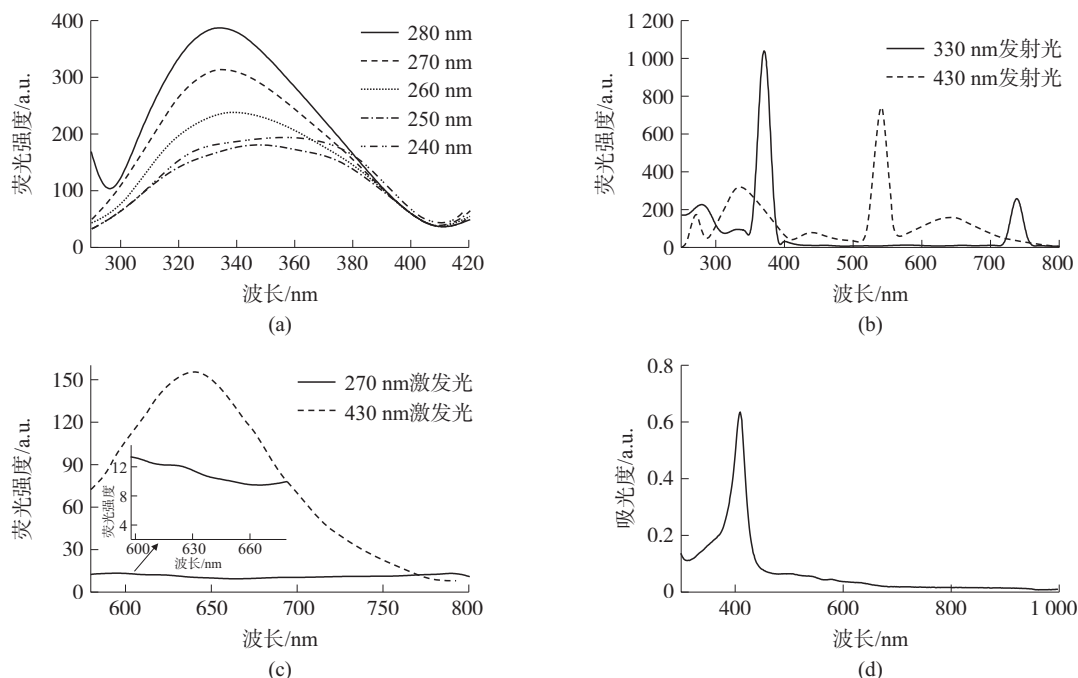 400
300
200
100
0
荧光强度/a.u.
280 nm
270 nm
260 nm
250 nm
240 nm
300 320 340 360 380 400 420
波长/nm
(a)
1 200
1 000
800
600
400
200
0
荧光强度/a.u.
330 nm发射光
430 nm发射光
300 400 500 600 700 800
波长/nm
(b)
150
120
90
60
30
0
荧光强度/a.u.
270 nm激发光
430 nm激发光
12
8
4
荧光强度
600 630 660
波长/nm
600 650 700 750 800
波长/nm
(c)
0.8
0.6
0.4
0.2
0
吸光度/a.u.
400 600 800 1 000
波长/nm
(d)